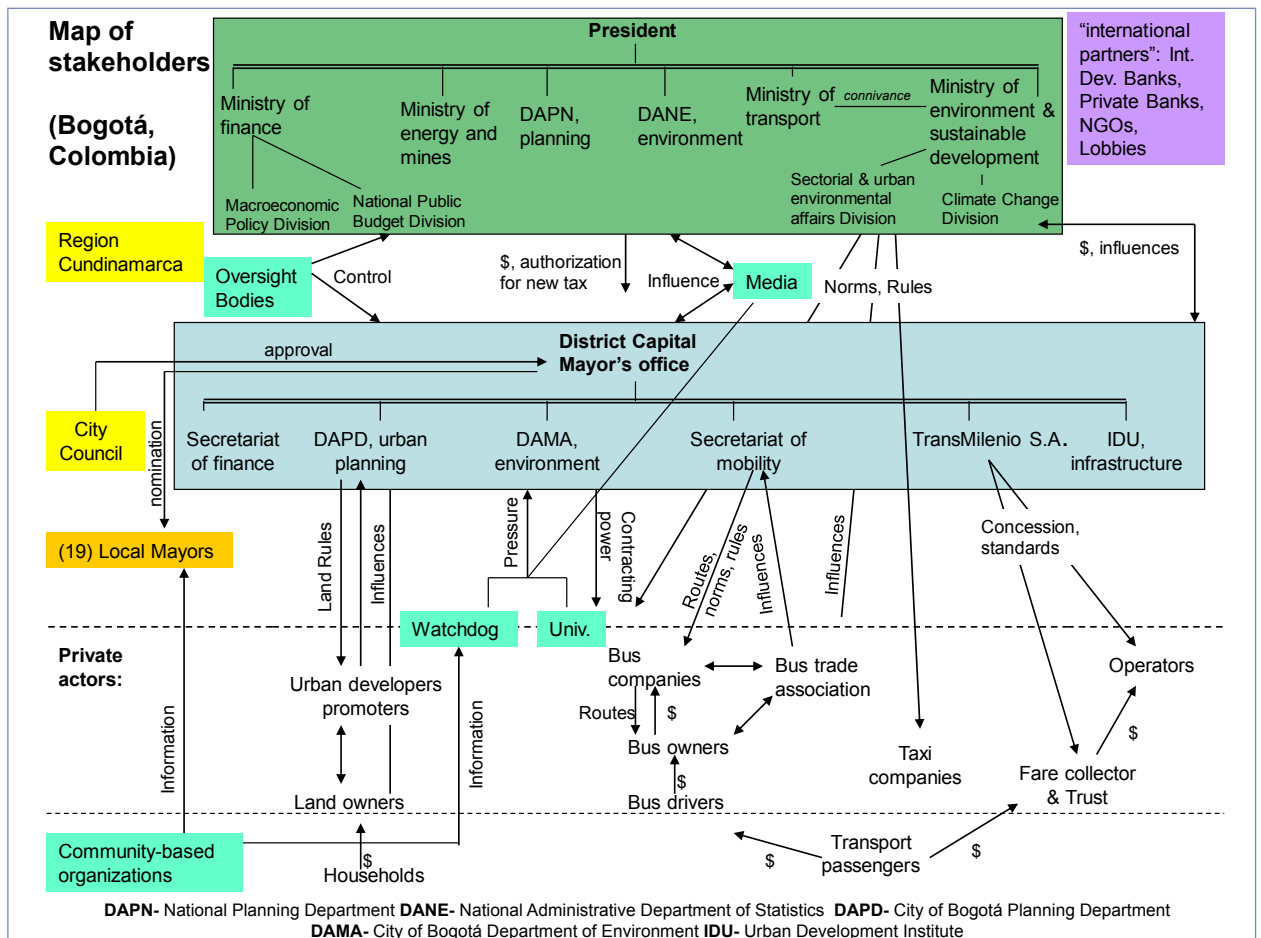 Map of
stakeholders
(Bogotá,
Colombia)
President
Ministry of
finance
Ministry of
energy and
mines
DAPN,
planning
DANE,
environment
Ministry of
transport
connivance
Ministry of
environment &
sustainable
development
Macroeconomic
Policy Division
National Public
Budget Division
Sectorial & urban
environmental
affairs Division
Climate Change
Division
“international
partners”: Int.
Dev. Banks,
Private Banks,
NGOs,
Lobbies
Region
Cundinamarca
Oversight
Bodies
Control
$, authorization
for new tax
Influence
Media
Norms, Rules
$, influences
District Capital
Mayor’s office
approval
nomination
City
Council
Secretariat
of finance
DAPD, urban
planning
DAMA,
environment
Secretariat of
mobility
TransMilenio S.A.
IDU,
infrastructure
(19) Local Mayors
Land Rules
Influences
Pressure
Contracting
power
Routes,
norms, rules
Influences
Influences
Concession,
standards
Watchdog
Univ.
Private
actors:
Information
Urban developers
promoters
Information
Bus
companies
Bus trade
association
Operators
Routes
$
Bus owners
$
Bus drivers
Taxi
companies
$
Fare collector
& Trust
Land owners
Community-based
organizations
$
Households
$
Transport
passengers
$
DAPN- National Planning Department DANE- National Administrative Department of Statistics DAPD- City of Bogotá Planning Department
DAMA- City of Bogotá Department of Environment IDU- Urban Development Institute